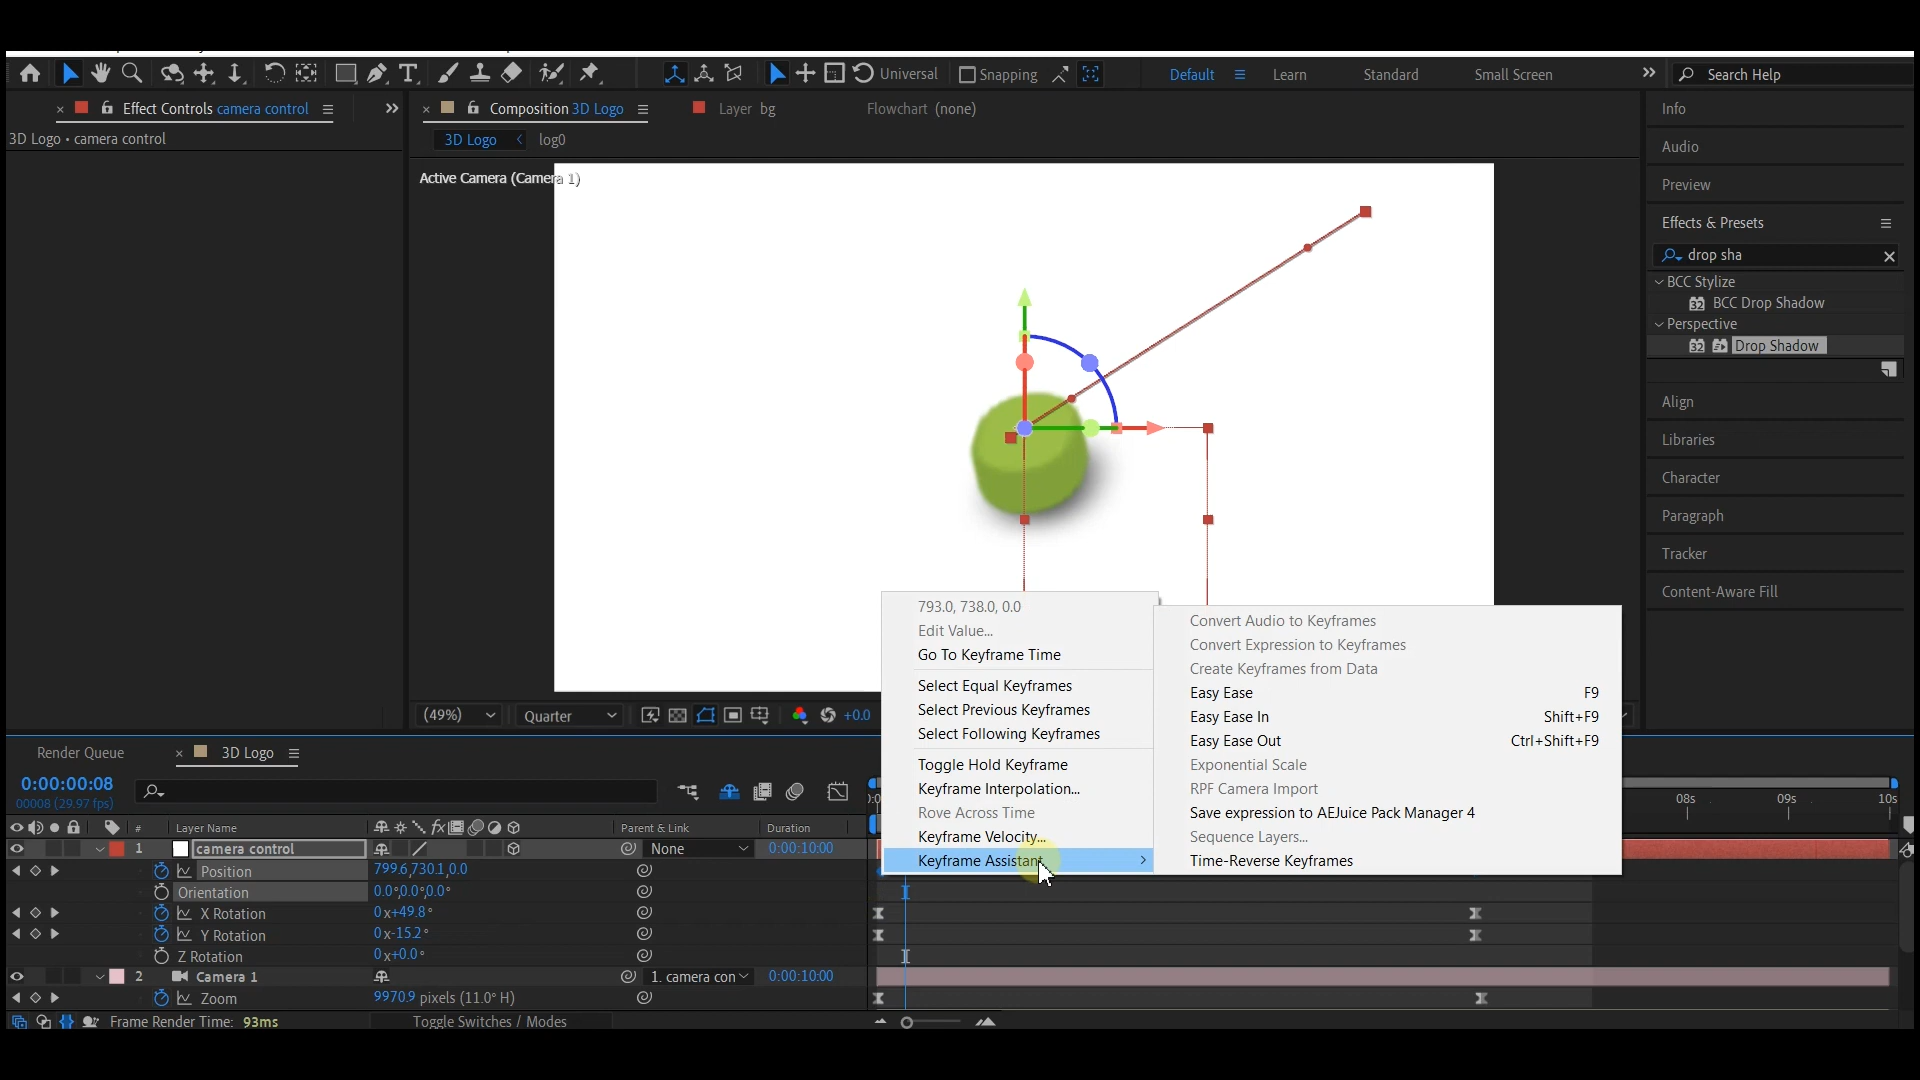 Universal
Snapping
Default
Learn
Standard
Small Screen
Search Help
Effect Controls camera control
Composition 3D Logo
Layer bg
Flowchart (none)
Info
3D Logo • camera control
3D Logo
log0
Audio
Active Camera (Camera 1)
Preview
Effects & Presets
drop sha
BCC Stylize
32 BCC Drop Shadow
Perspective
32 Drop Shadow
Align
Libraries
Character
Paragraph
Tracker
Content-Aware Fill
793.0, 738.0, 0.0
Edit Value...
Go To Keyframe Time
Select Equal Keyframes
Select Previous Keyframes
Select Following Keyframes
Toggle Hold Keyframe
Keyframe Interpolation...
Rove Across Time
Keyframe Velocity...
Keyframe Assistant
Convert Audio to Keyframes
Convert Expression to Keyframes
Create Keyframes from Data
Easy Ease F9
Easy Ease In Shift+F9
Easy Ease Out Ctrl+Shift+F9
Exponential Scale
RPF Camera Import
Save expression to AEJuice Pack Manager 4
Sequence Layers...
Time-Reverse Keyframes
(49%)
Quarter
+0.0
Render Queue
3D Logo
0:00:00:08
00008 (29.97 fps)
08s
09s
10s
# Layer Name
Parent & Link
Duration
1 camera control None 0:00:10:00
Position 799.6,730.1,0.0
Orientation 0.0°,0.0°,0.0°
X Rotation 0x+49.8°
Y Rotation 0x-15.2°
Z Rotation 0x+0.0°
2 Camera 1 1. camera con 0:00:10:00
Zoom 9970.9 pixels (11.0° H)
Frame Render Time: 93ms
Toggle Switches / Modes